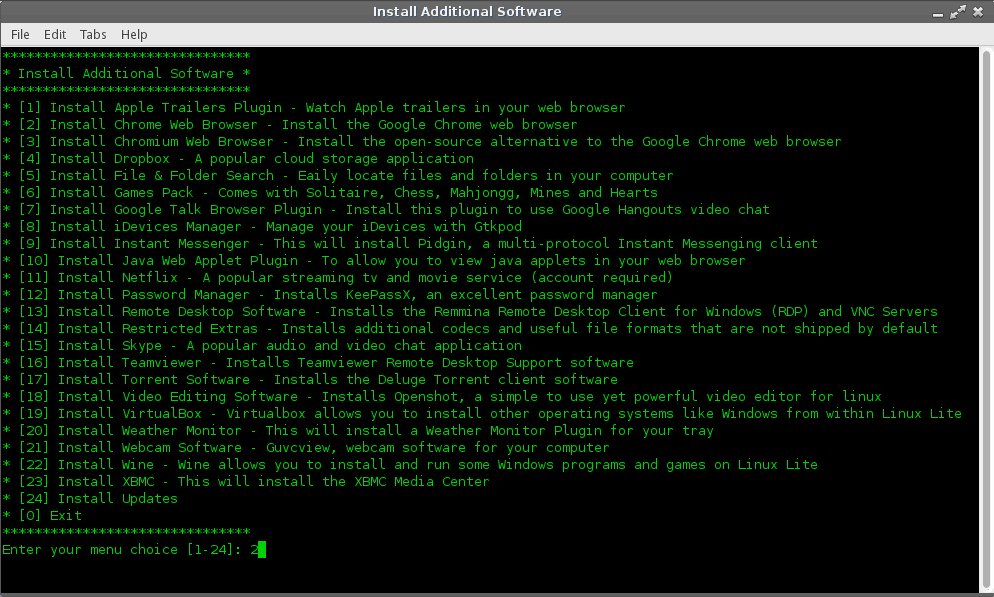 Install Additional Software
File Edit Tabs Help
*******************************
* Install Additional Software *
*******************************
* [1] Install Apple Trailers Plugin - Watch Apple trailers in your web browser
* [2] Install Chrome Web Browser - Install the Google Chrome web browser
* [3] Install Chromium Web Browser - Install the open-source alternative to the Google Chrome web browser
* [4] Install Dropbox - A popular cloud storage application
* [5] Install File & Folder Search - Eaily locate files and folders in your computer
* [6] Install Games Pack - Comes with Solitaire, Chess, Mahjongg, Mines and Hearts
* [7] Install Google Talk Browser Plugin - Install this plugin to use Google Hangouts video chat
* [8] Install iDevices Manager - Manage your iDevices with Gtkpod
* [9] Install Instant Messenger - This will install Pidgin, a multi-protocol Instant Messenging client
* [10] Install Java Web Applet Plugin - To allow you to view java applets in your web browser
* [11] Install Netflix - A popular streaming tv and movie service (account required)
* [12] Install Password Manager - Installs KeePassX, an excellent password manager
* [13] Install Remote Desktop Software - Installs the Remmina Remote Desktop Client for Windows (RDP) and VNC Servers
* [14] Install Restricted Extras - Installs additional codecs and useful file formats that are not shipped by default
* [15] Install Skype - A popular audio and video chat application
* [16] Install Teamviewer - Installs Teamviewer Remote Desktop Support software
* [17] Install Torrent Software - Installs the Deluge Torrent client software
* [18] Install Video Editing Software - Installs Openshot, a simple to use yet powerful video editor for linux
* [19] Install VirtualBox - Virtualbox allows you to install other operating systems like Windows from within Linux Lite
* [20] Install Weather Monitor - This will install a Weather Monitor Plugin for your tray
* [21] Install Webcam Software - Guvcview, webcam software for your computer
* [22] Install Wine - Wine allows you to install and run some Windows programs and games on Linux Lite
* [23] Install XBMC - This will install the XBMC Media Center
* [24] Install Updates
* [0] Exit
*******************************
Enter your menu choice [1-24]: 2